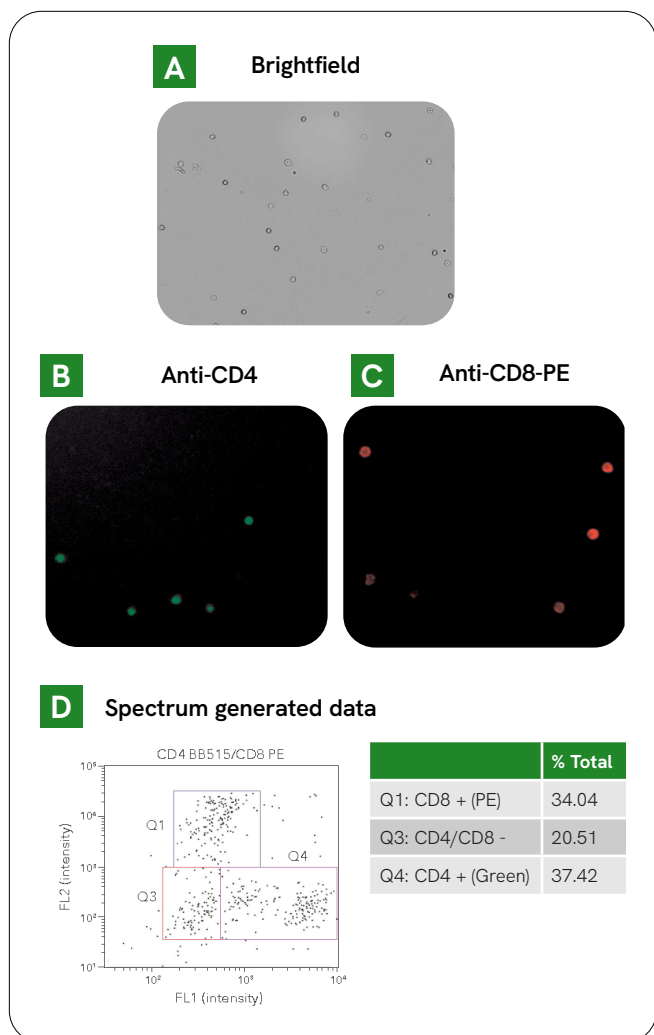 A Brightfield
B Anti-CD4
C Anti-CD8-PE
D Spectrum generated data
CD4 BB515/CD8 PE
10⁵
10⁴
10³
10²
10¹
FL2 (intensity)
Q1
Q4
Q3
10² 10³ 10⁴
FL1 (intensity)
% Total
Q1: CD8 + (PE) 34.04
Q3: CD4/CD8 - 20.51
Q4: CD4 + (Green) 37.42